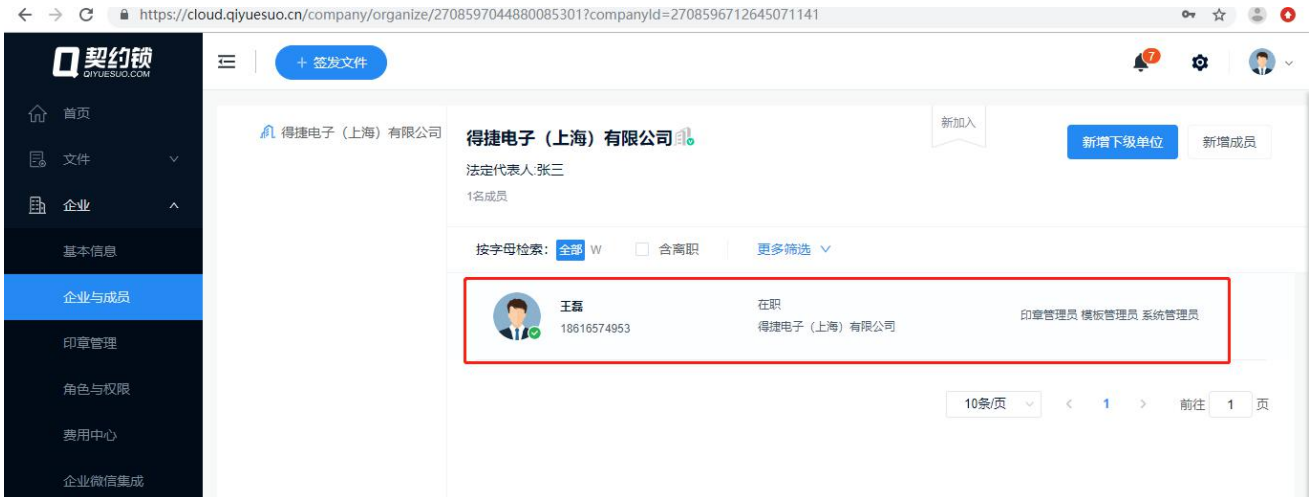 https://cloud.qiyuesuo.cn/company/organize/2708597044880085301?companyId=2708596712645071141
契约锁
QIYUESUO.COM
+ 签发文件
7
首页
文件
企业
基本信息
企业与成员
印章管理
角色与权限
费用中心
企业微信集成
得捷电子（上海）有限公司
得捷电子（上海）有限公司
新加入
新增下级单位
新增成员
法定代表人:张三
1名成员
按字母检索： 全部 W 含离职 更多筛选
王磊 在职
18616574953 得捷电子（上海）有限公司 印章管理员 模板管理员 系统管理员
10条/页 < 1 > 前往 1 页